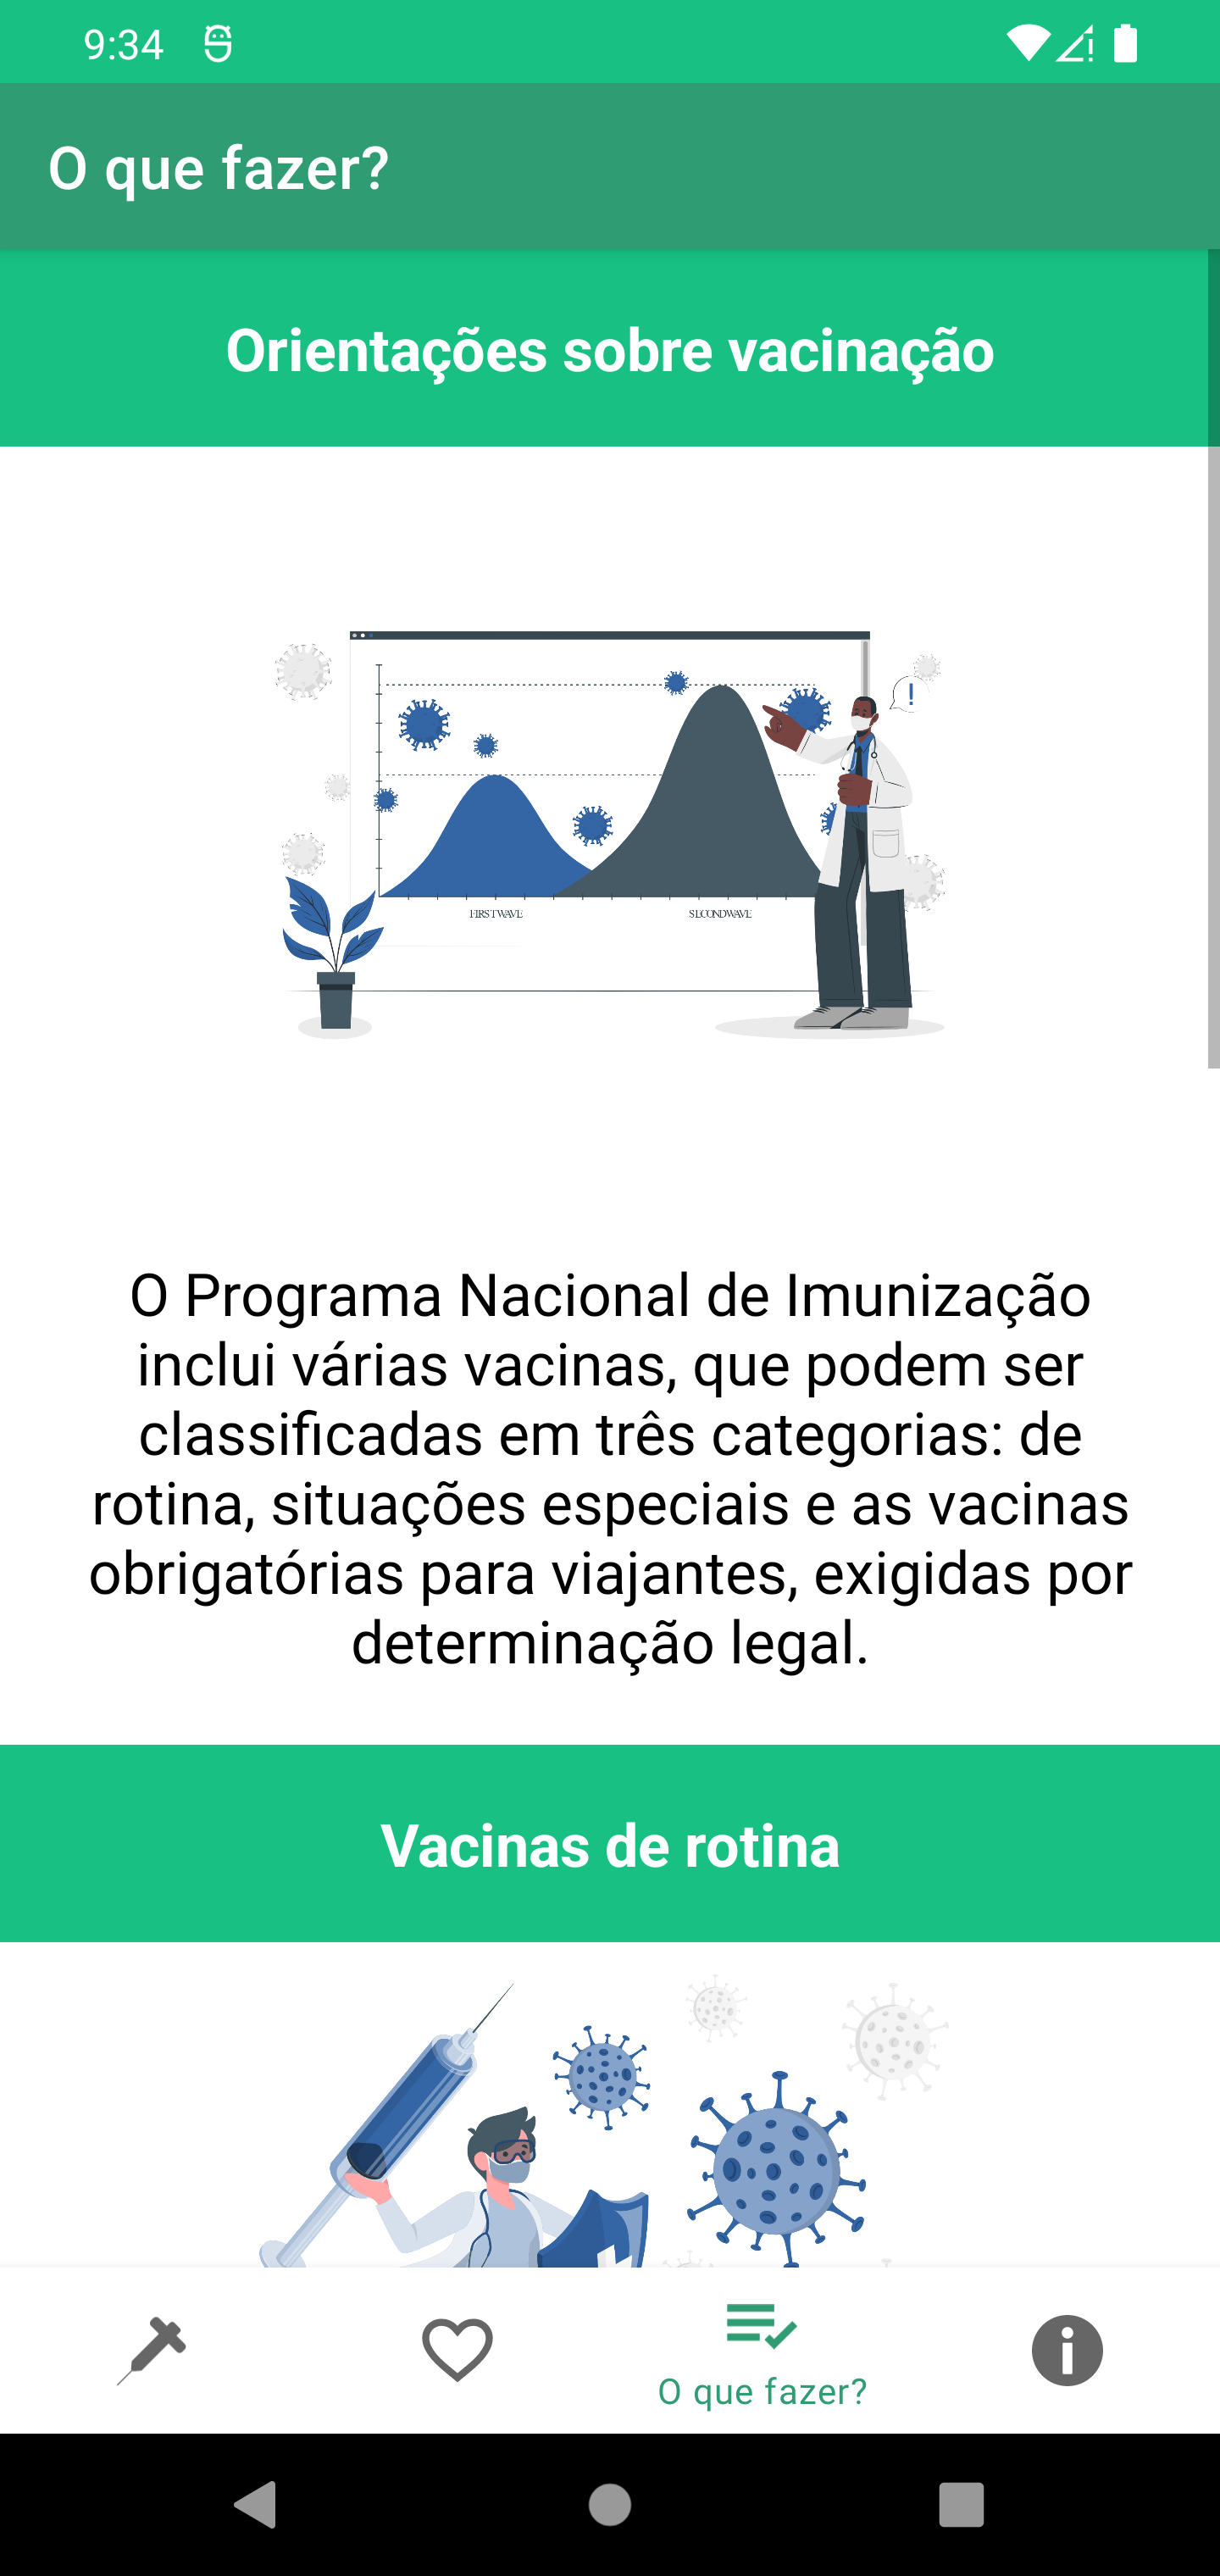 9:34
O que fazer?
Orientações sobre vacinação
!
FIRST WAVE
SECOND WAVE
O Programa Nacional de Imunização
inclui várias vacinas, que podem ser
classificadas em três categorias: de
rotina, situações especiais e as vacinas
obrigatórias para viajantes, exigidas por
determinação legal.
Vacinas de rotina
O que fazer?